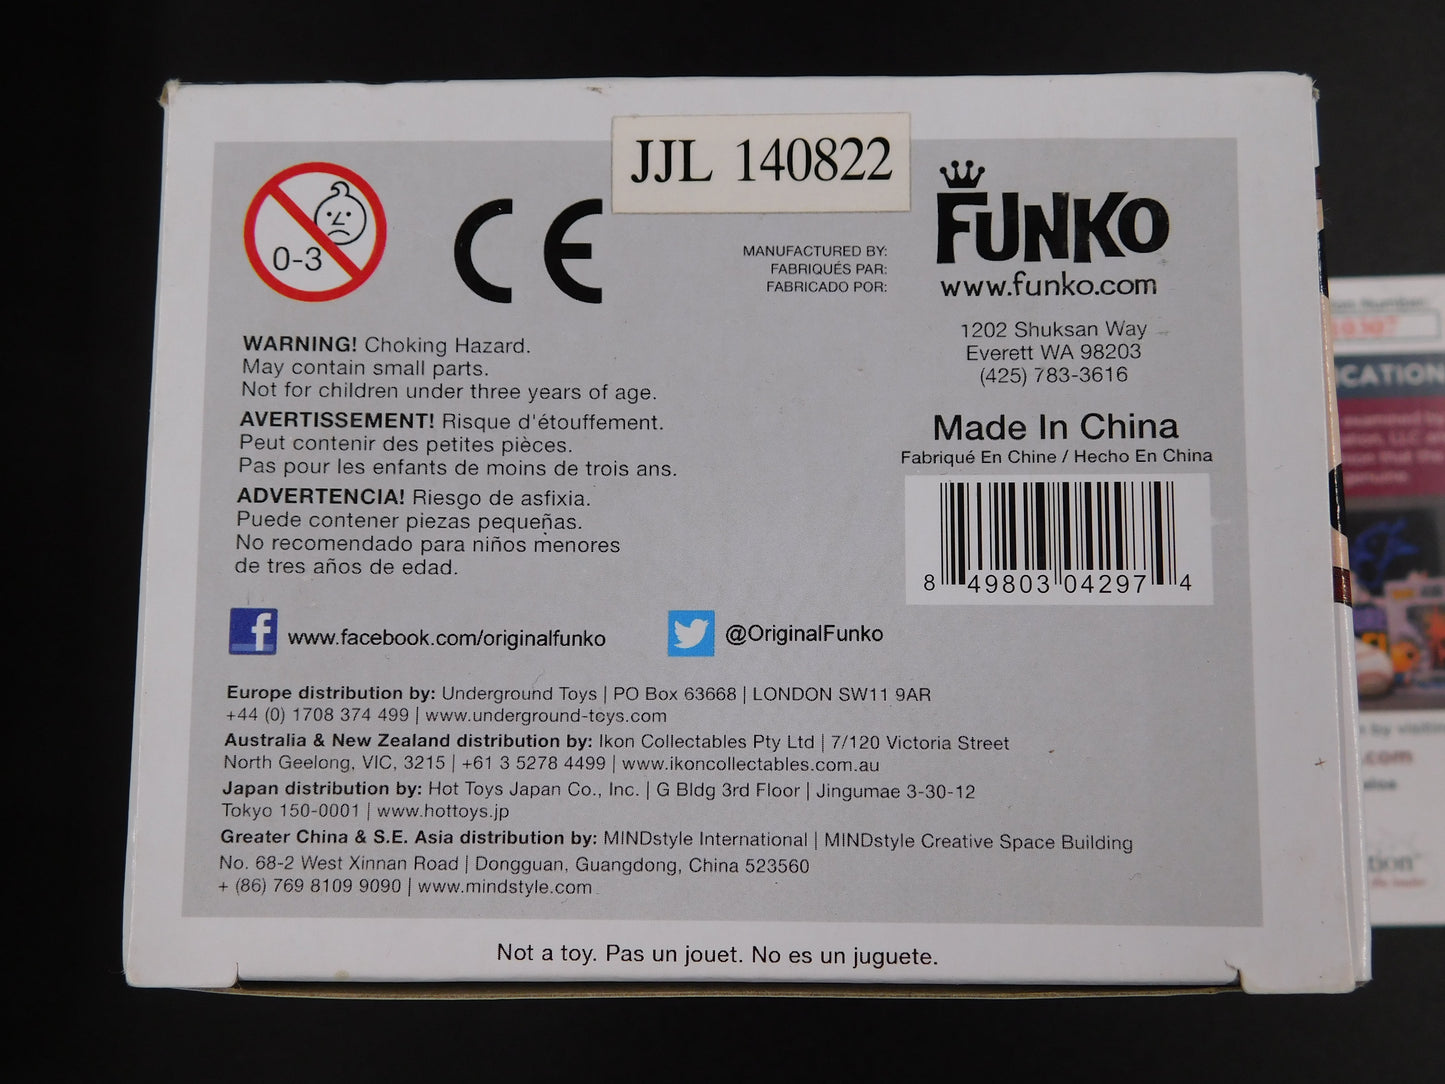 JJL 140822
0-3
CE
MANUFACTURED BY:
FABRIQUÉS PAR:
FABRICADO POR:
FUNKO
www.funko.com
1202 Shuksan Way
Everett WA 98203
(425) 783-3616
Made In China
Fabriqué En Chine / Hecho En China
8 49803 04297 4
WARNING! Choking Hazard.
May contain small parts.
Not for children under three years of age.
AVERTISSEMENT! Risque d'étouffement.
Peut contenir des petites pièces.
Pas pour les enfants de moins de trois ans.
ADVERTENCIA! Riesgo de asfixia.
Puede contener piezas pequeñas.
No recomendado para niños menores
de tres años de edad.
f www.facebook.com/originalfunko
@OriginalFunko
Europe distribution by: Underground Toys | PO Box 63668 | LONDON SW11 9AR
+44 (0) 1708 374 499 | www.underground-toys.com
Australia & New Zealand distribution by: Ikon Collectables Pty Ltd | 7/120 Victoria Street
North Geelong, VIC, 3215 | +61 3 5278 4499 | www.ikoncollectables.com.au
Japan distribution by: Hot Toys Japan Co., Inc. | G Bldg 3rd Floor | Jingumae 3-30-12
Tokyo 150-0001 | www.hottoys.jp
Greater China & S.E. Asia distribution by: MINDstyle International | MINDstyle Creative Space Building
No. 68-2 West Xinnan Road | Dongguan, Guangdong, China 523560
+ (86) 769 8109 9090 | www.mindstyle.com
Not a toy. Pas un jouet. No es un juguete.